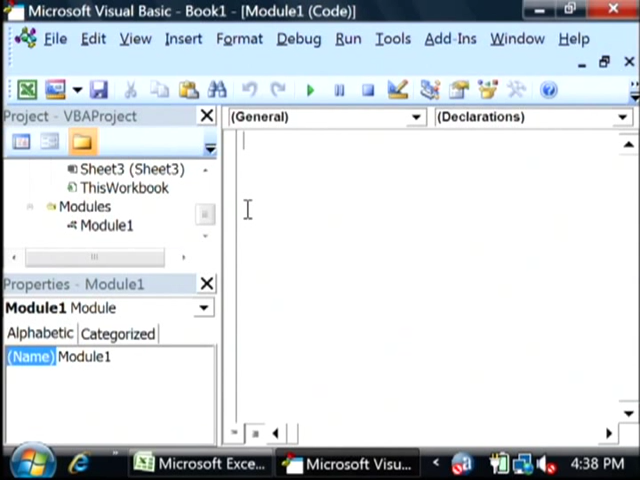 Microsoft Visual Basic - Book1 - [Module1 (Code)]
File Edit View Insert Format Debug Run Tools Add-Ins Window Help
Project - VBAProject
(General) (Declarations)
Sheet3 (Sheet3)
ThisWorkbook
Modules
Module1
Properties - Module1
Module1 Module
Alphabetic Categorized
(Name) Module1
Microsoft Exce... Microsoft Visu... 4:38 PM